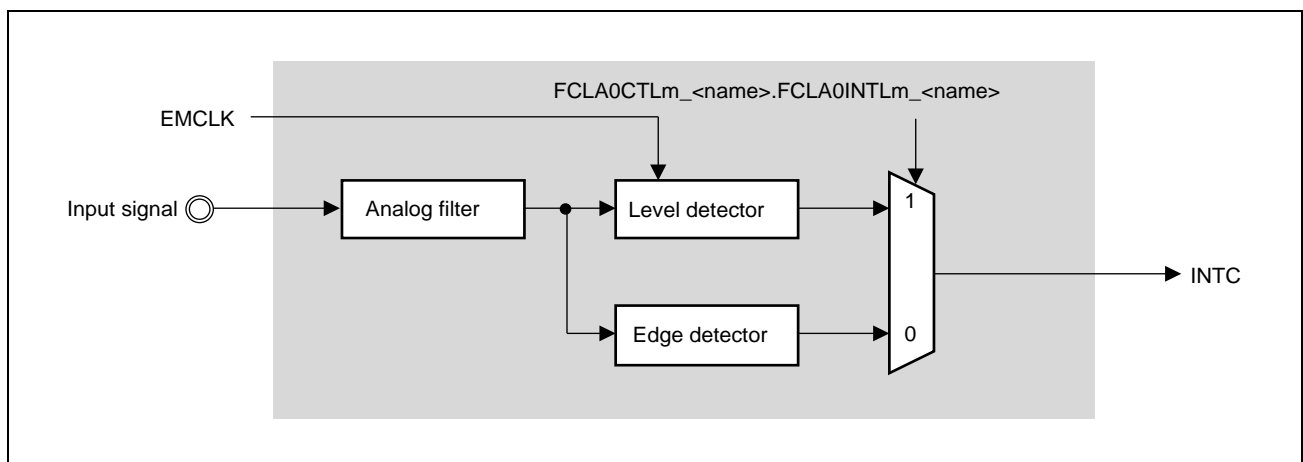 FCLA0CTLm_<name>.FCLA0INTLm_<name>
EMCLK
Input signal
Analog filter
Level detector
1
INTC
Edge detector
0